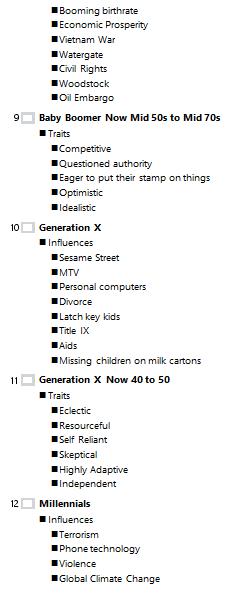 Booming birthrate
Economic Prosperity
Vietnam War
Watergate
Civil Rights
Woodstock
Oil Embargo
9 Baby Boomer Now Mid 50s to Mid 70s
Traits
Competitive
Questioned authority
Eager to put their stamp on things
Optimistic
Idealistic
10 Generation X
Influences
Sesame Street
MTV
Personal computers
Divorce
Latch key kids
Title IX
Aids
Missing children on milk cartons
11 Generation X Now 40 to 50
Traits
Eclectic
Resourceful
Self Reliant
Skeptical
Highly Adaptive
Independent
12 Millennials
Influences
Terrorism
Phone technology
Violence
Global Climate Change